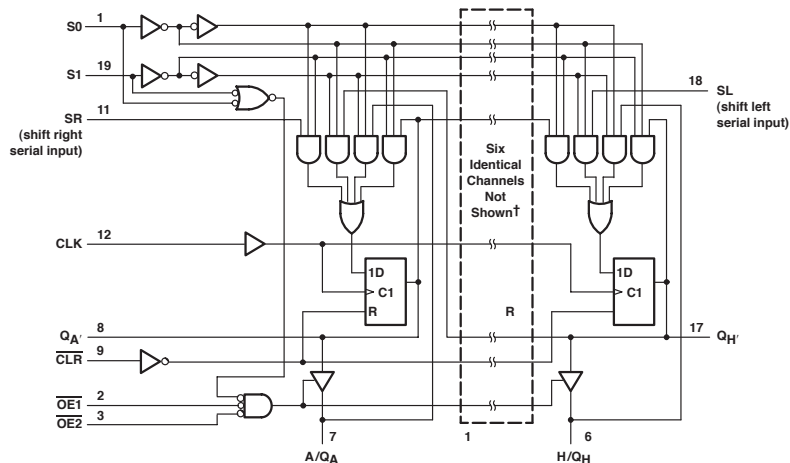 S0 1
S1 19
SR 11
(shift right
serial input)
18 SL
(shift left
serial input)
Six
Identical
Channels
Not
Shown†
CLK 12
1D
C1
R
R
1D
C1
QA′ 8
17 QH′
CLR 9
OE1 2
OE2 3
7
A/QA
1
6
H/QH